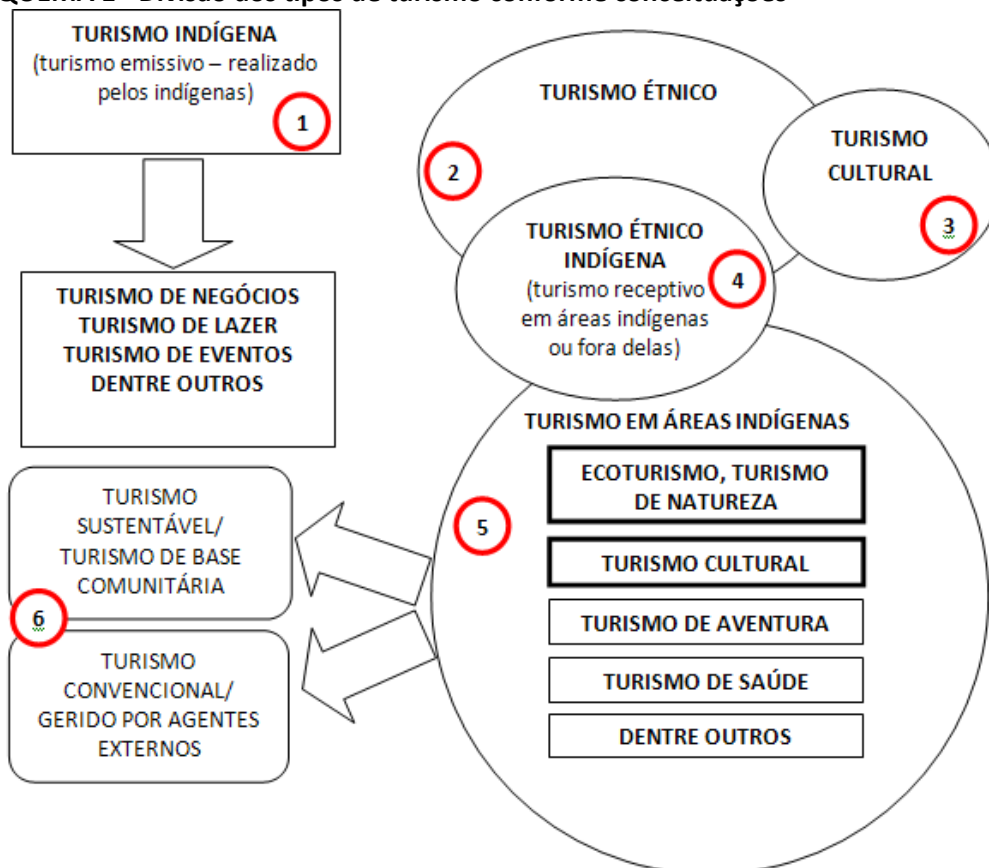 TURISMO INDÍGENA
(turismo emissivo – realizado
pelos indígenas)
1
TURISMO DE NEGÓCIOS
TURISMO DE LAZER
TURISMO DE EVENTOS
DENTRE OUTROS
TURISMO ÉTNICO
2
TURISMO
CULTURAL
3
TURISMO ÉTNICO
INDÍGENA
(turismo receptivo
em áreas indígenas
ou fora delas)
4
TURISMO EM ÁREAS INDÍGENAS
ECOTURISMO, TURISMO
DE NATUREZA
TURISMO CULTURAL
TURISMO DE AVENTURA
TURISMO DE SAÚDE
DENTRE OUTROS
5
TURISMO
SUSTENTÁVEL/
TURISMO DE BASE
COMUNITÁRIA
6
TURISMO
CONVENCIONAL/
GERIDO POR AGENTES
EXTERNOS